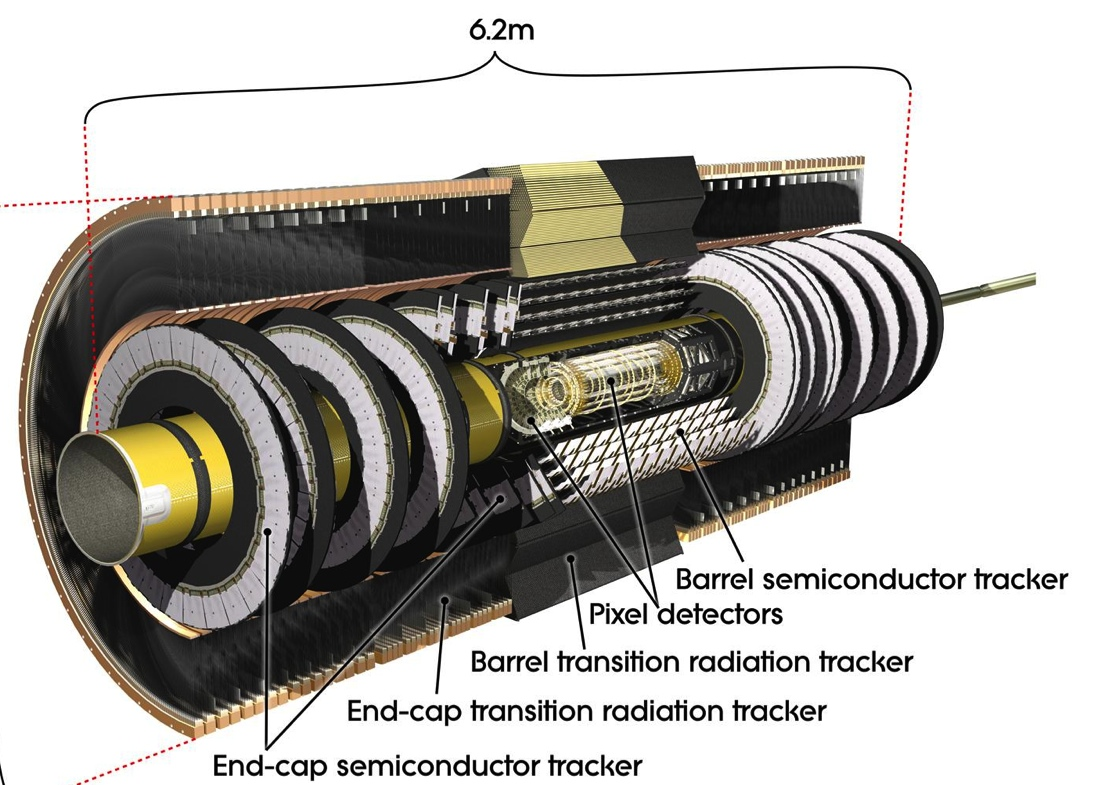 6.2m
Barrel semiconductor tracker
Pixel detectors
Barrel transition radiation tracker
End-cap transition radiation tracker
End-cap semiconductor tracker